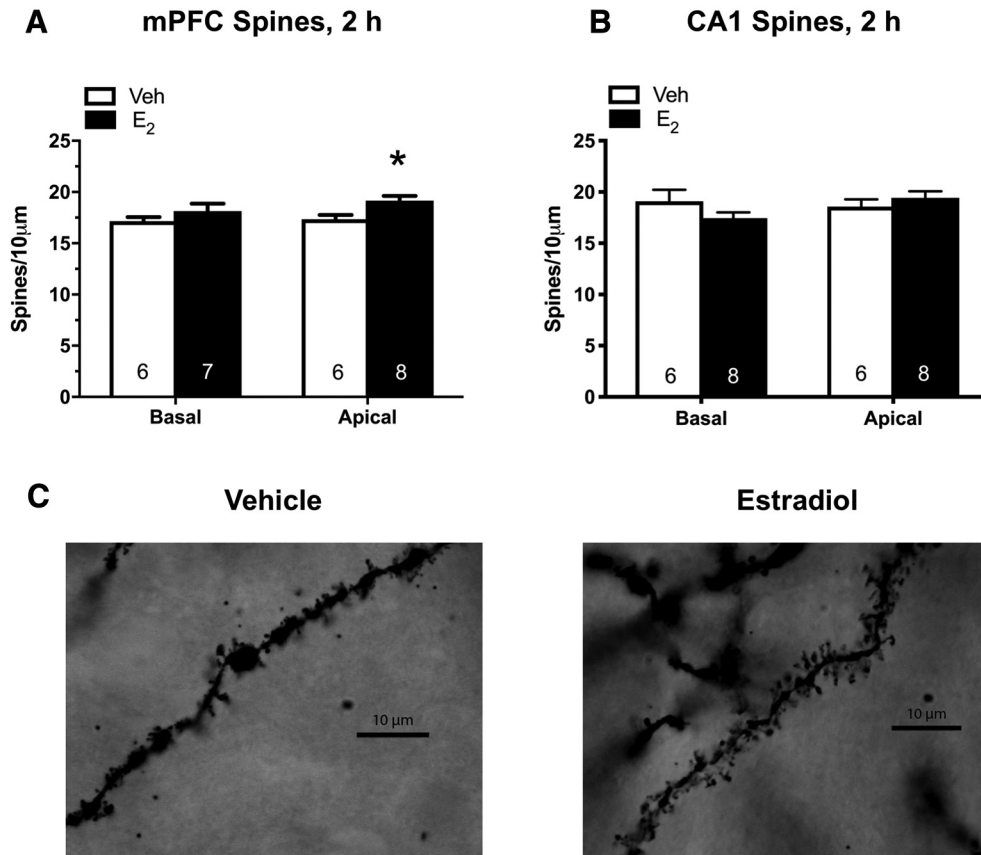 A
mPFC Spines, 2 h
Veh
E₂
25
20
15
10
5
0
Spines/10μm
*
6
7
6
8
Basal
Apical
B
CA1 Spines, 2 h
Veh
E₂
25
20
15
10
5
0
Spines/10μm
6
8
6
8
Basal
Apical
C
Vehicle
Estradiol
10 μm
10 μm